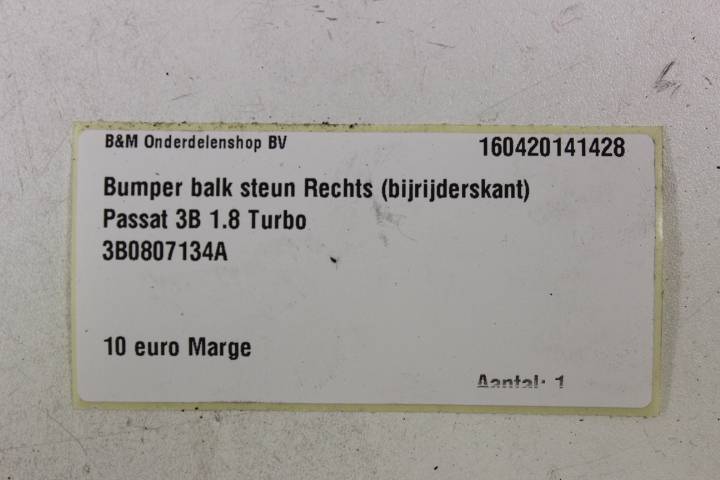 B&M Onderdelenshop BV 160420141428
Bumper balk steun Rechts (bijrijderskant)
Passat 3B 1.8 Turbo
3B0807134A
10 euro Marge
Aantal: 1